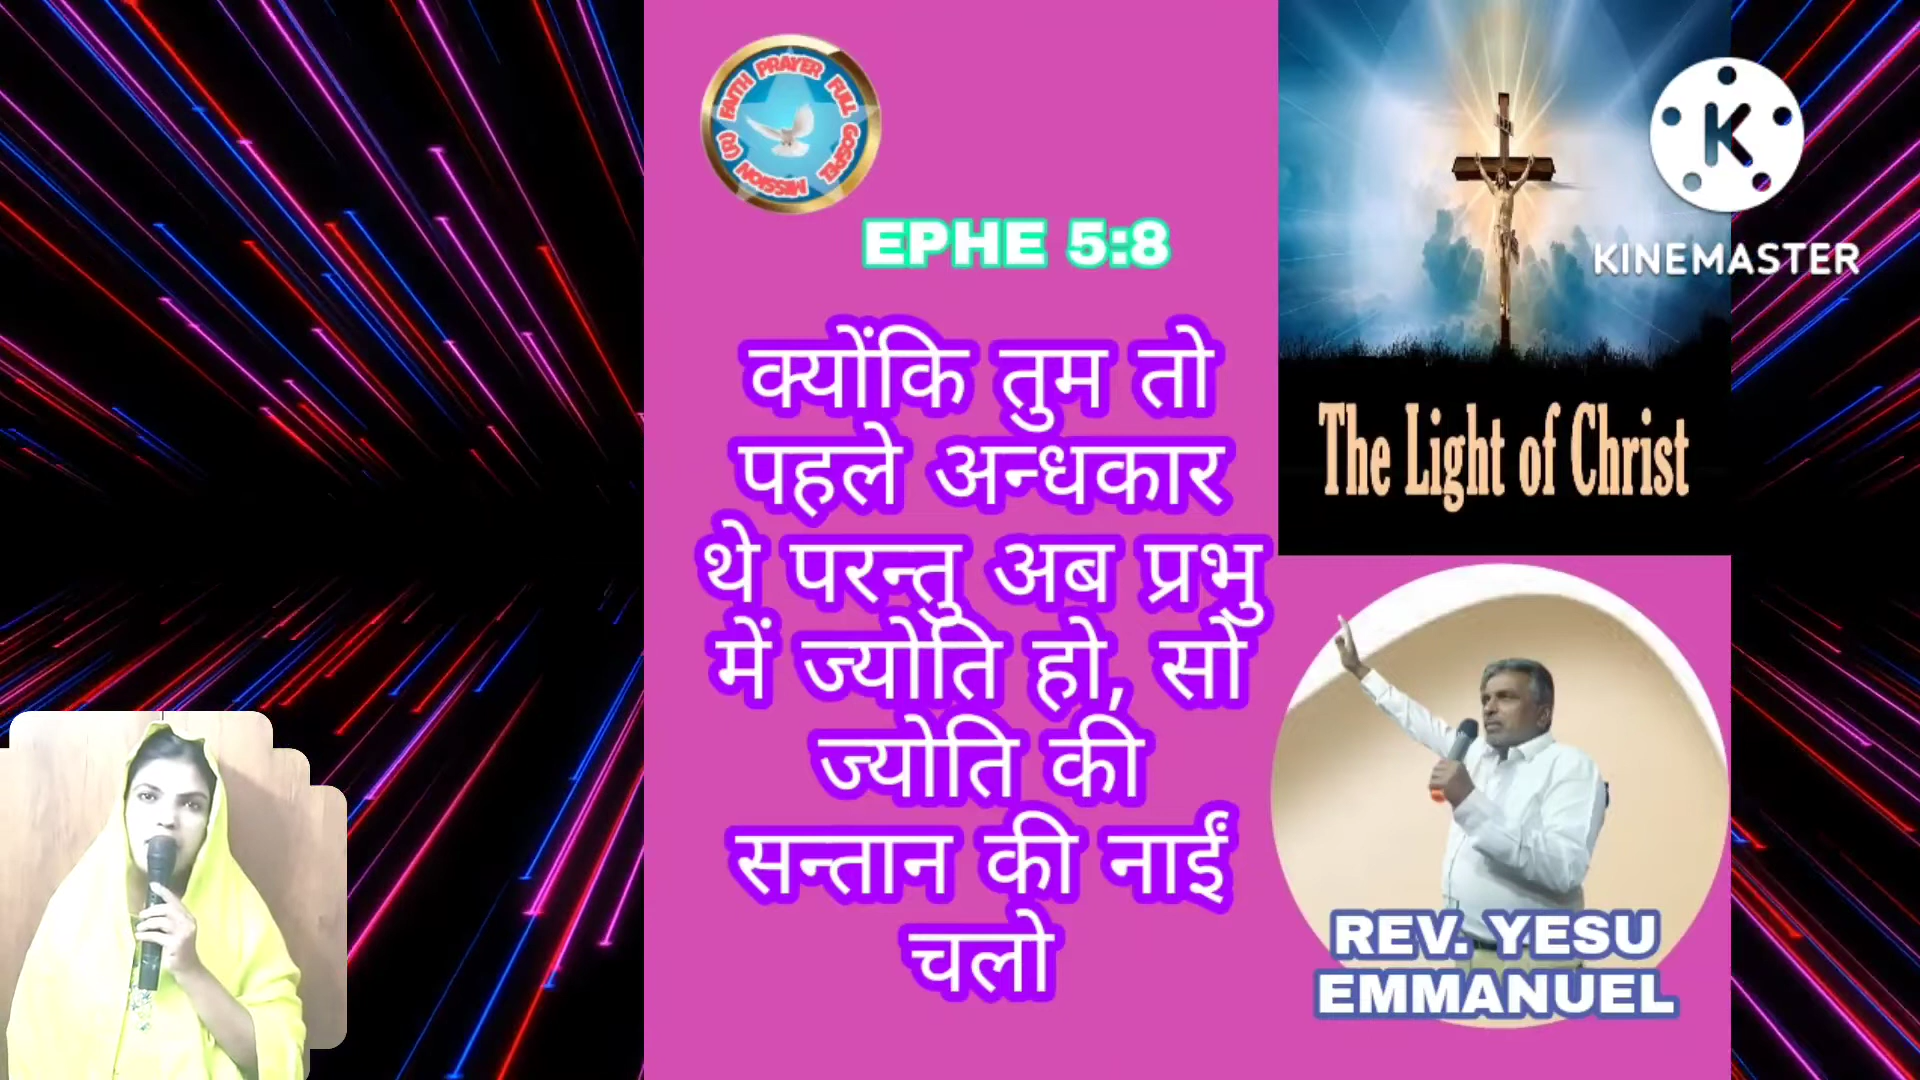 FAITH PRAYER FULL GOSPEL MISSION (R)
EPHE 5:8
क्योंकि तुम तो
पहले अन्धकार
थे परन्तु अब प्रभु
में ज्योति हो, सो
ज्योति की
सन्तान की नाईं
चलो
The Light of Christ
K
KINEMASTER
REV. YESU
EMMANUEL